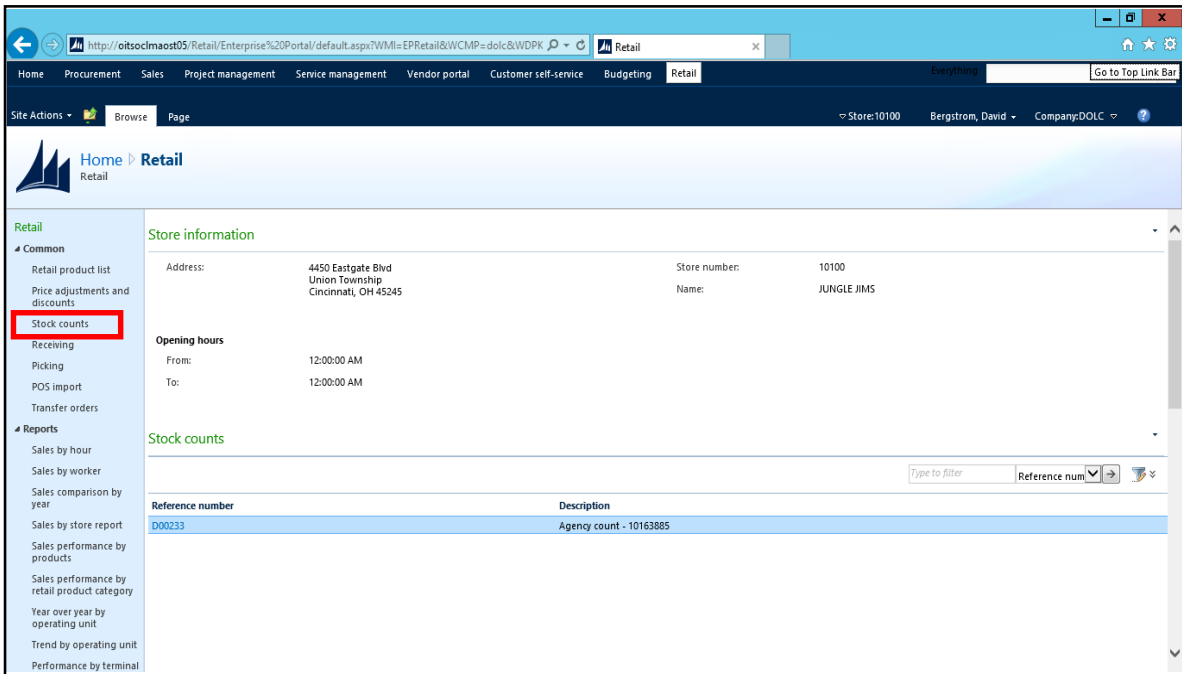 http://oitsoclmaost05/Retail/Enterprise%20Portal/default.aspx?WMI=EPRetail&WCMP=dolc&WDPK
Retail
Home Procurement Sales Project management Service management Vendor portal Customer self-service Budgeting Retail Everything Go to Top Link Bar
Site Actions Browse Page Store:10100 Bergstrom, David Company:DOLC ?
Home Retail
Retail
Retail
Common
Retail product list
Price adjustments and
discounts
Stock counts
Receiving
Picking
POS import
Transfer orders
Reports
Sales by hour
Sales by worker
Sales comparison by
year
Sales by store report
Sales performance by
products
Sales performance by
retail product category
Year over year by
operating unit
Trend by operating unit
Performance by terminal
Store information
Address: 4450 Eastgate Blvd
Union Township
Cincinnati, OH 45245
Store number: 10100
Name: JUNGLE JIMS
Opening hours
From: 12:00:00 AM
To: 12:00:00 AM
Stock counts
Type to filter Reference num
Reference number Description
D00233 Agency count - 10163885